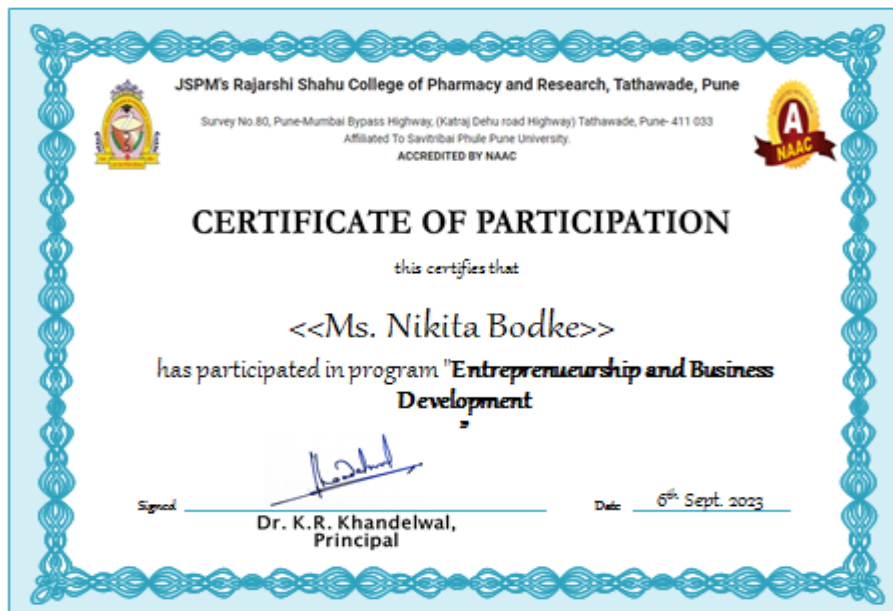 JSPM's Rajarshi Shahu College of Pharmacy and Research, Tathawade, Pune
Survey No.80, Pune-Mumbai Bypass Highway, (Katraj Dehu road Highway) Tathawade, Pune- 411 033
Affiliated To Savitribai Phule Pune University.
ACCREDITED BY NAAC
A
NAAC
CERTIFICATE OF PARTICIPATION
this certifies that
<<Ms. Nikita Bodke>>
has participated in program "Entreprenueurship and Business
Development
"
Signed
Dr. K.R. Khandelwal,
Principal
Date 6th Sept. 2023